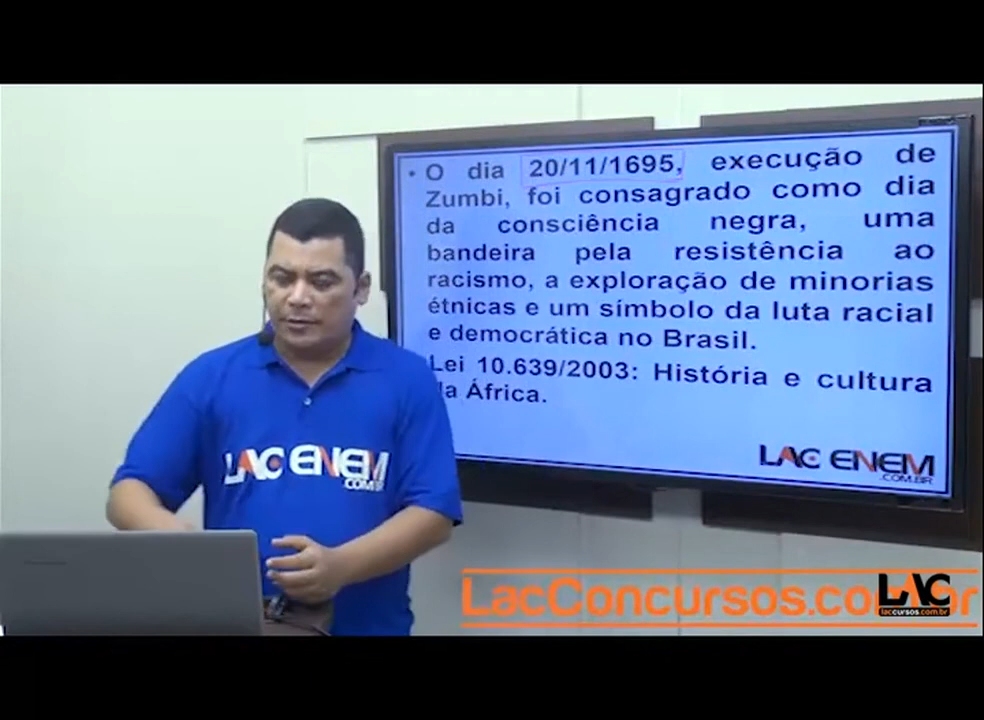 • O dia 20/11/1695, execução de
Zumbi, foi consagrado como dia
da consciência negra, uma
bandeira pela resistência ao
racismo, a exploração de minorias
étnicas e um símbolo da luta racial
e democrática no Brasil.
Lei 10.639/2003: História e cultura
da África.
LAC ENEM
.COM.BR
LAC ENEM
.COM.BR
LacConcursos.com.br
LAC
laccursos.com.br